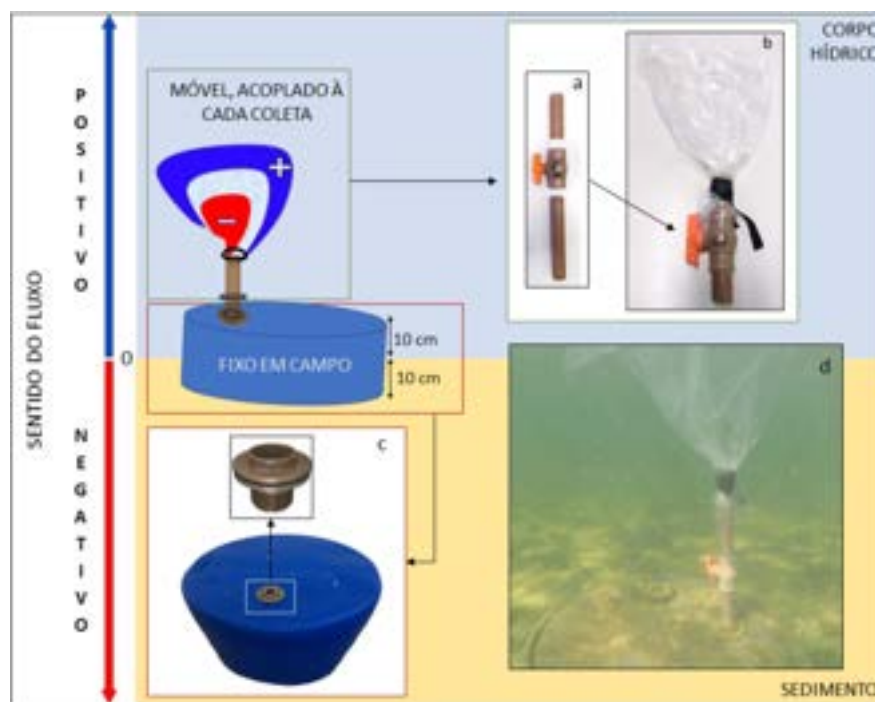 CORPO
HÍDRICO
b
a
MÓVEL, ACOPLADO À
CADA COLETA
+
-
POSITIVO
SENTIDO DO FLUXO
0
10 cm
FIXO EM CAMPO
10 cm
NEGATIVO
c
d
SEDIMENTO